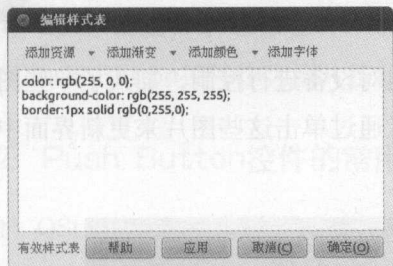 编辑样式表
添加资源 添加渐变 添加颜色 添加字体
color: rgb(255, 0, 0);
background-color: rgb(255, 255, 255);
border:1px solid rgb(0,255,0);
有效样式表 帮助 应用 取消(C) 确定(O)